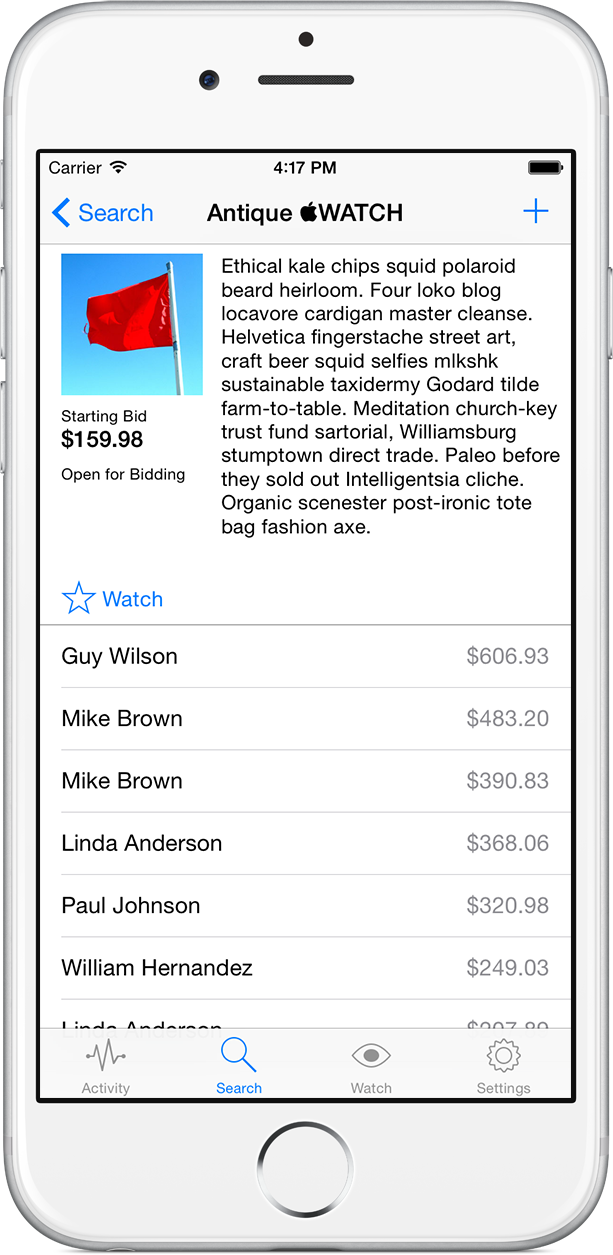 Carrier 4:17 PM
Search Antique WATCH +
Ethical kale chips squid polaroid
beard heirloom. Four loko blog
locavore cardigan master cleanse.
Helvetica fingerstache street art,
craft beer squid selfies mlkshk
sustainable taxidermy Godard tilde
farm-to-table. Meditation church-key
trust fund sartorial, Williamsburg
stumptown direct trade. Paleo before
they sold out Intelligentsia cliche.
Organic scenester post-ironic tote
bag fashion axe.
Starting Bid
$159.98
Open for Bidding
Watch
Guy Wilson $606.93
Mike Brown $483.20
Mike Brown $390.83
Linda Anderson $368.06
Paul Johnson $320.98
William Hernandez $249.03
Linda Anderson $207.89
Activity Search Watch Settings